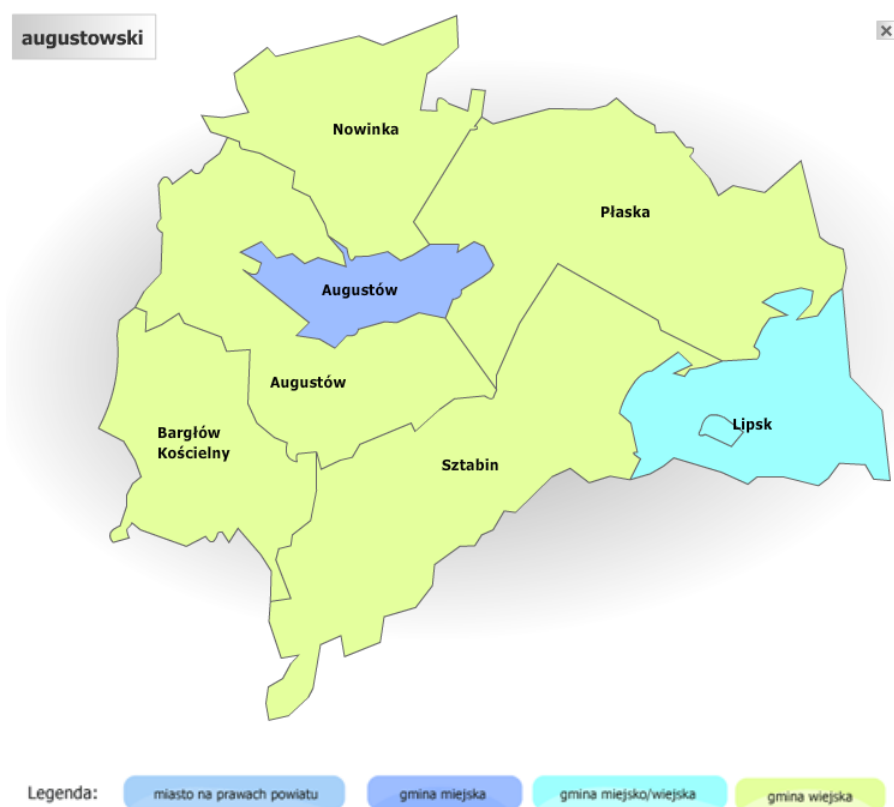 augustowski
Nowinka
Płaska
Augustów
Augustów
Lipsk
Bargłów
Kościelny
Sztabin
Legenda:
miasto na prawach powiatu
gmina miejska
gmina miejsko/wiejska
gmina wiejska